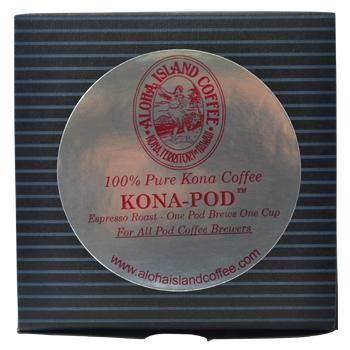 ALOHA ISLAND COFFEE
KONA TERRITORY HAWAII
100% Pure Kona Coffee
KONA-POD™
Espresso Roast - One Pod Brews One Cup
For All Pod Coffee Brewers
www.alohaislandcoffee.com